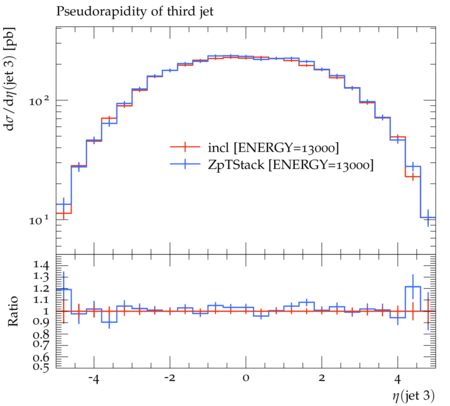 Pseudorapidity of third jet
dσ/dη(jet 3) [pb]
10²
incl [ENERGY=13000]
ZpTStack [ENERGY=13000]
10¹
Ratio
1.4
1.3
1.2
1.1
1
0.9
0.8
0.7
0.6
0.5
-4 -2 0 2 4
η(jet 3)